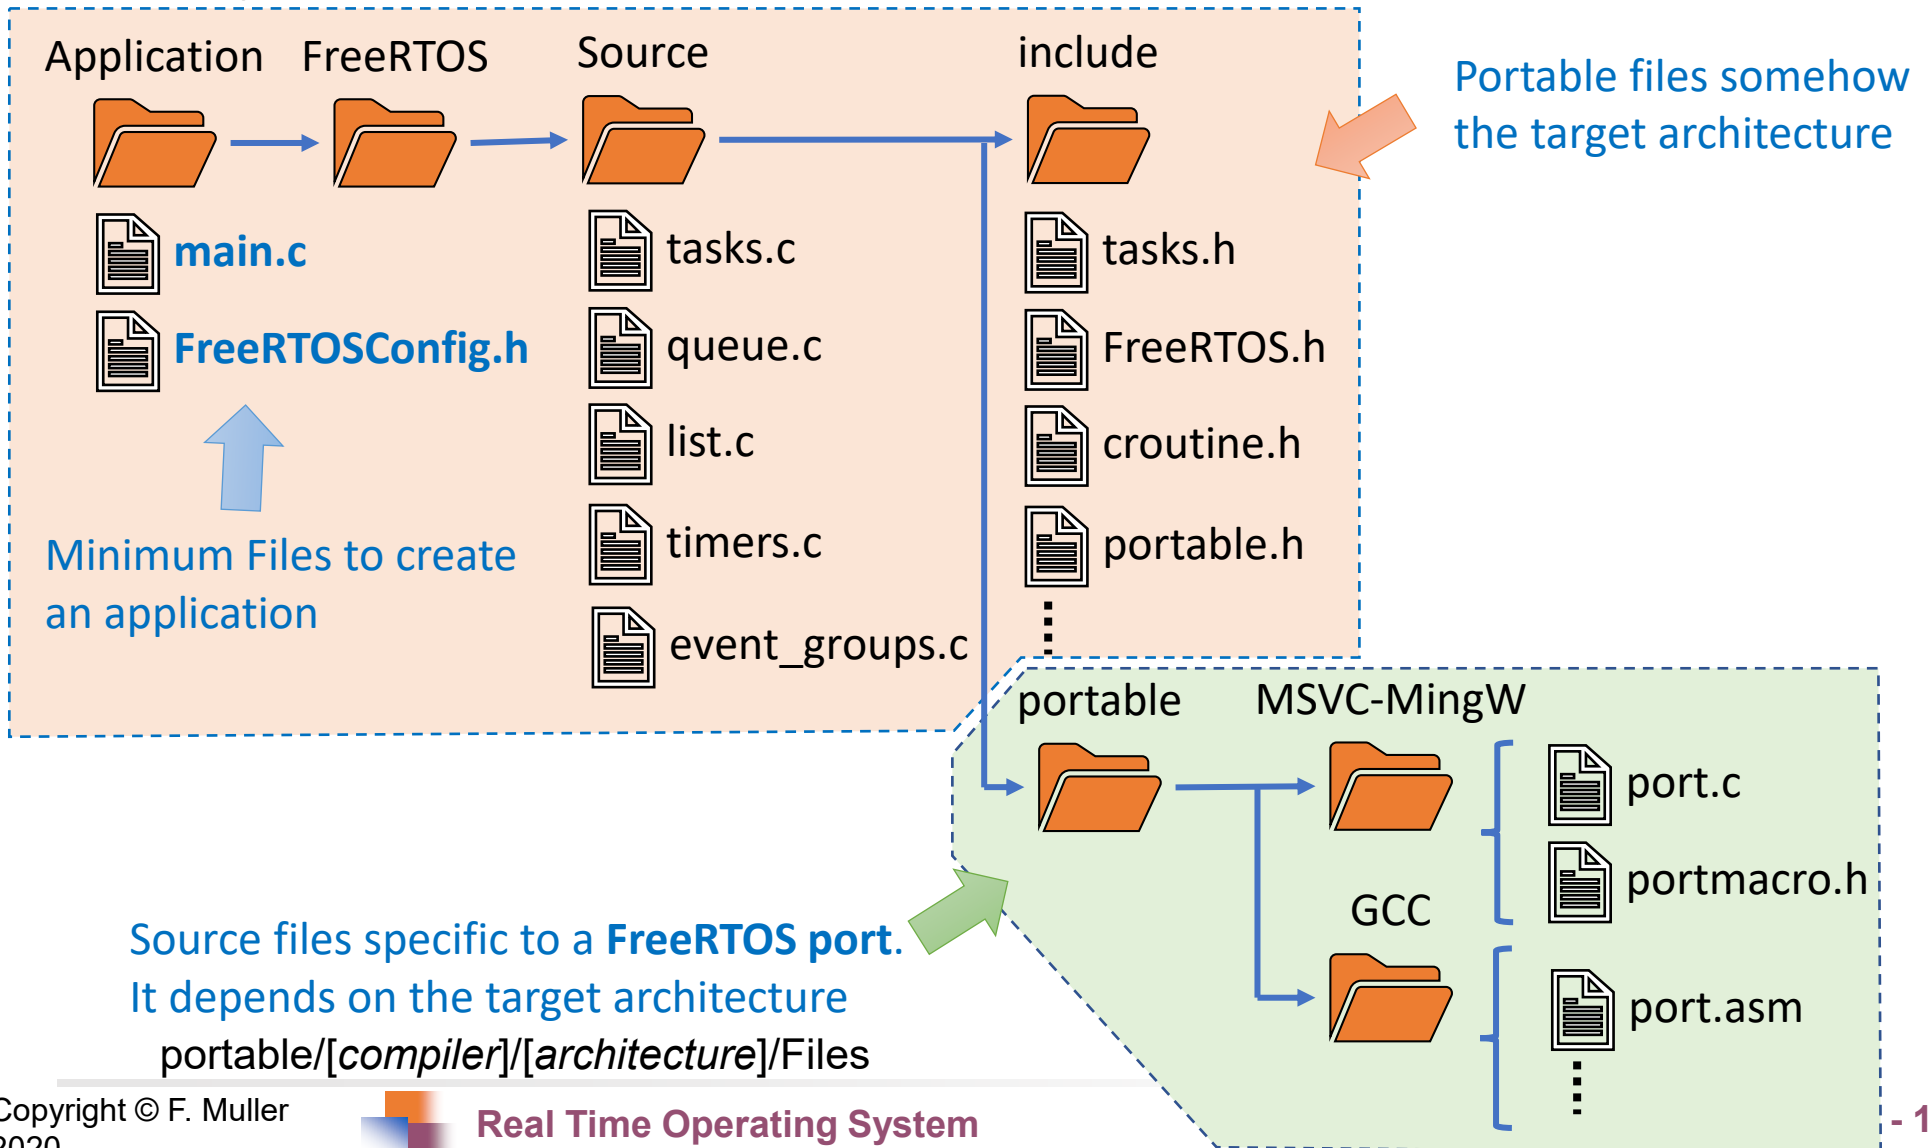 Application FreeRTOS Source include
Portable files somehow
the target architecture
main.c
FreeRTOSConfig.h
Minimum Files to create
an application
tasks.c
queue.c
list.c
timers.c
event_groups.c
tasks.h
FreeRTOS.h
croutine.h
portable.h
portable MSVC-MingW
port.c
portmacro.h
GCC
port.asm
Source files specific to a FreeRTOS port.
It depends on the target architecture
portable/[compiler]/[architecture]/Files
Copyright © F. Muller
2020
Real Time Operating System
- 1